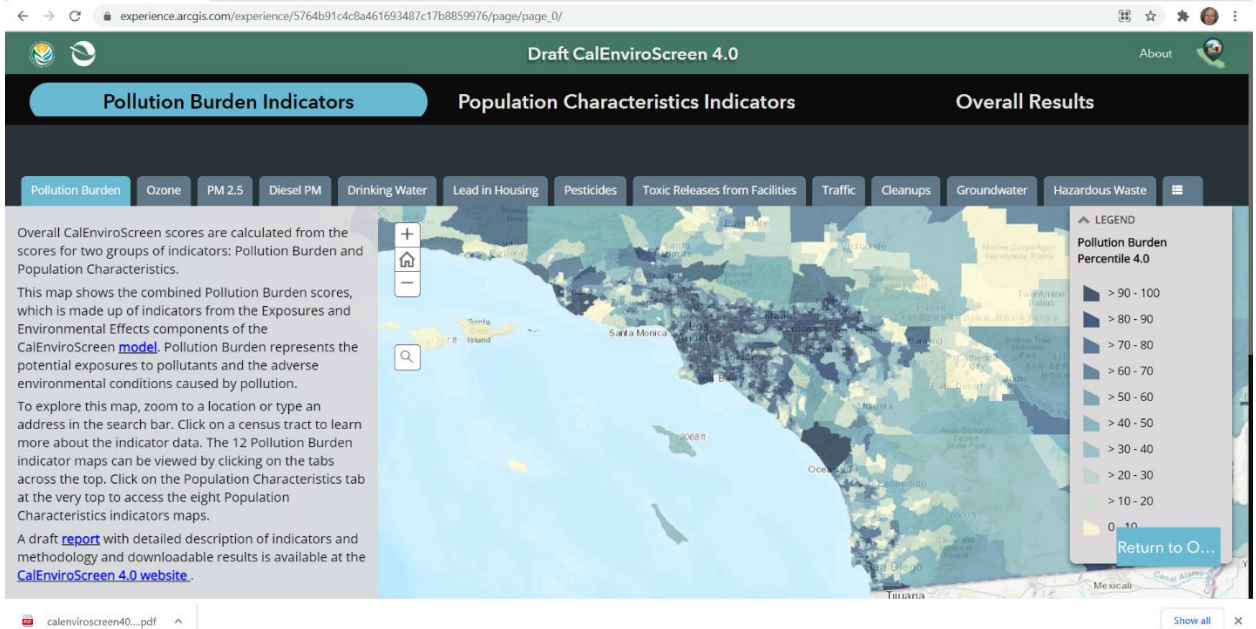 experience.arcgis.com/experience/5764b91c4c8a461693487c17b8859976/page/page_0/
Draft CalEnviroScreen 4.0
About
Pollution Burden Indicators
Population Characteristics Indicators
Overall Results
Pollution Burden
Ozone
PM 2.5
Diesel PM
Drinking Water
Lead in Housing
Pesticides
Toxic Releases from Facilities
Traffic
Cleanups
Groundwater
Hazardous Waste
Overall CalEnviroScreen scores are calculated from the
scores for two groups of indicators: Pollution Burden and
Population Characteristics.
This map shows the combined Pollution Burden scores,
which is made up of indicators from the Exposures and
Environmental Effects components of the
CalEnviroScreen model. Pollution Burden represents the
potential exposures to pollutants and the adverse
environmental conditions caused by pollution.
To explore this map, zoom to a location or type an
address in the search bar. Click on a census tract to learn
more about the indicator data. The 12 Pollution Burden
indicator maps can be viewed by clicking on the tabs
across the top. Click on the Population Characteristics tab
at the very top to access the eight Population
Characteristics indicators maps.
A draft report with detailed description of indicators and
methodology and downloadable results is available at the
CalEnviroScreen 4.0 website .
Santa Monica
Los
Angeles
Island
2068 ft
Escondido
San Diego
Tijuana
Mexicali
Canal Alamo
LEGEND
Pollution Burden
Percentile 4.0
> 90 - 100
> 80 - 90
> 70 - 80
> 60 - 70
> 50 - 60
> 40 - 50
> 30 - 40
> 20 - 30
> 10 - 20
0 - 10
Return to O...
calenviroscreen40....pdf
Show all